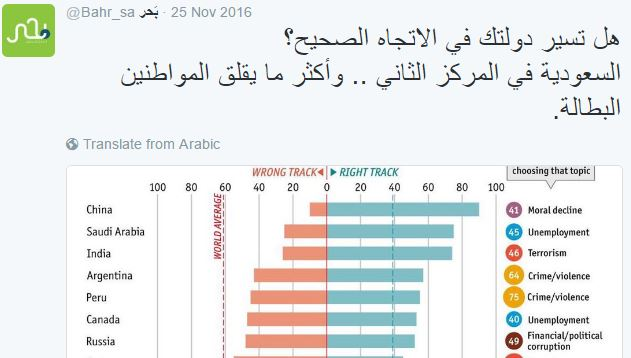 بَحر @Bahr_sa · 25 Nov 2016
هل تسير دولتك في الاتجاه الصحيح؟
السعودية في المركز الثاني .. وأكثر ما يقلق المواطنين
البطالة.
Translate from Arabic
WRONG TRACK RIGHT TRACK choosing that topic
100 80 60 40 20 0 20 40 60 80 100
WORLD AVERAGE
China 41 Moral decline
Saudi Arabia 45 Unemployment
India 46 Terrorism
Argentina 64 Crime/violence
Peru 75 Crime/violence
Canada 40 Unemployment
Russia 49 Financial/political
corruption